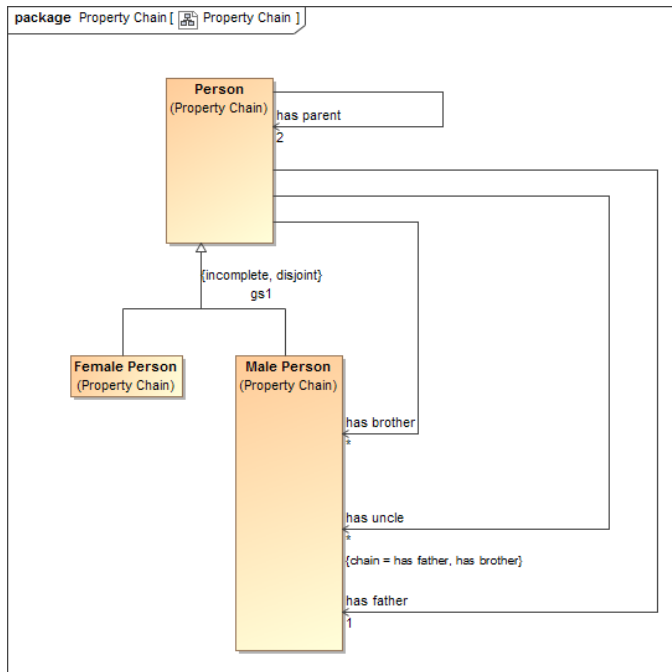 package Property Chain [ Property Chain ]
Person
(Property Chain)
has parent
2
{incomplete, disjoint}
gs1
Female Person
(Property Chain)
Male Person
(Property Chain)
has brother
*
has uncle
*
{chain = has father, has brother}
has father
1